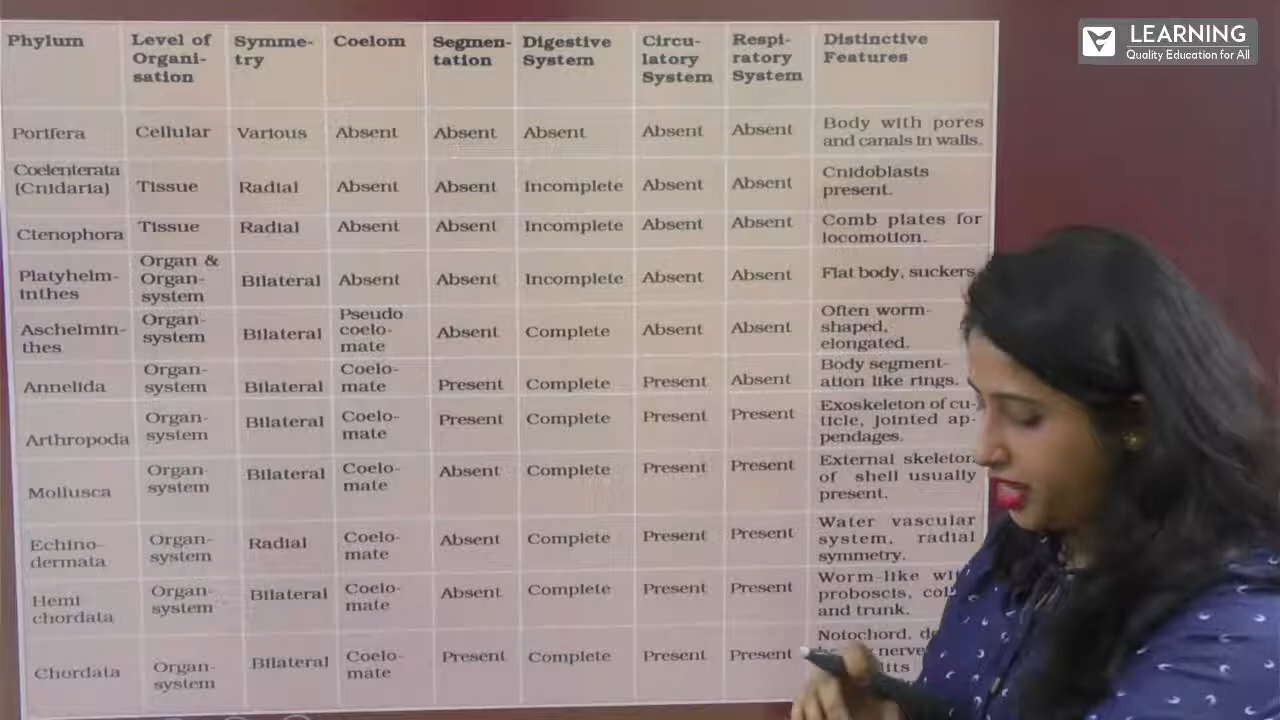 LEARNING
Quality Education for All
Phylum Level of Organi- sation Symme- try Coelom Segmen- tation Digestive System Circu- latory System Respi- ratory System Distinctive Features
Porifera Cellular Various Absent Absent Absent Absent Absent Body with pores and canals in walls.
Coelenterata (Cnidaria) Tissue Radial Absent Absent Incomplete Absent Absent Cnidoblasts present.
Ctenophora Tissue Radial Absent Absent Incomplete Absent Absent Comb plates for locomotion.
Platyhelm- inthes Organ & Organ- system Bilateral Absent Absent Incomplete Absent Absent Flat body, suckers
Aschelmin- thes Organ- system Bilateral Pseudo coelo- mate Absent Complete Absent Absent Often worm- shaped, elongated.
Annelida Organ- system Bilateral Coelo- mate Present Complete Present Absent Body segment- ation like rings.
Arthropoda Organ- system Bilateral Coelo- mate Present Complete Present Present Exoskeleton of cu- ticle, jointed ap- pendages.
Mollusca Organ- system Bilateral Coelo- mate Absent Complete Present Present External skeleton of shell usually present.
Echino- dermata Organ- system Radial Coelo- mate Absent Complete Present Present Water vascular system, radial symmetry.
Hemi chordata Organ- system Bilateral Coelo- mate Absent Complete Present Present Worm-like proboscis, and trunk.
Chordata Organ- system Bilateral Coelo- mate Present Complete Present Present Notochord, nerve